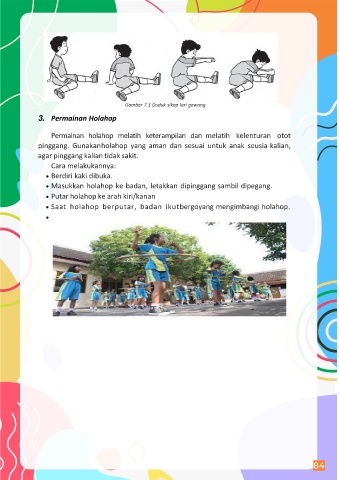 Gambar 7.3 Duduk sikap lari gawang
3. Permainan Holahop
Permainan holahop melatih keterampilan dan melatih kelenturan otot
pinggang. Gunakanholahop yang aman dan sesuai untuk anak seusia kalian,
agar pinggang kalian tidak sakit.
Cara melakukannya:
• Berdiri kaki dibuka.
• Masukkan holahop ke badan, letakkan dipinggang sambil dipegang.
• Putar holahop ke arah kiri/kanan
• Saat holahop berputar, badan ikutbergoyang mengimbangi holahop.
•
84